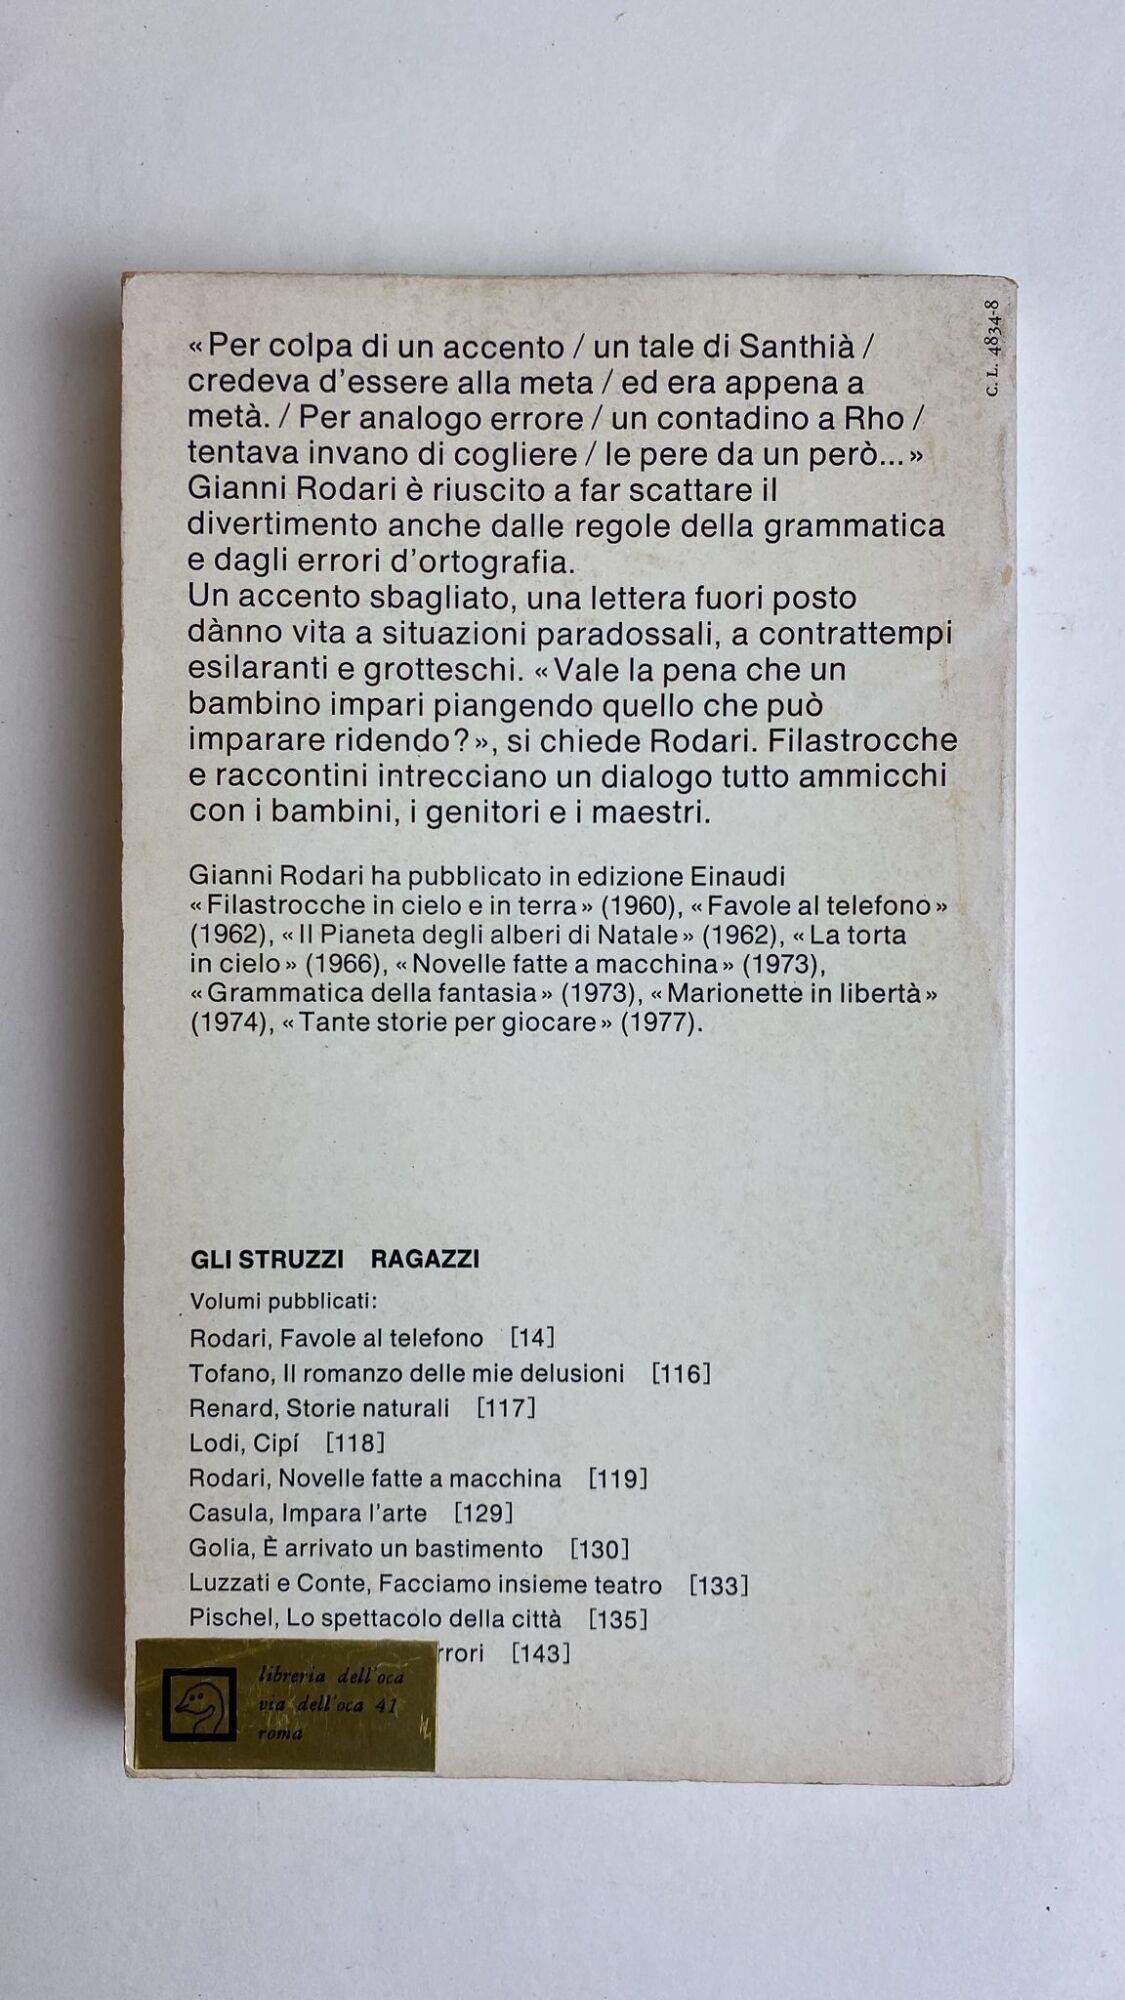 C. L. 4834-8
« Per colpa di un accento / un tale di Santhià /
credeva d'essere alla meta / ed era appena a
metà. / Per analogo errore / un contadino a Rho /
tentava invano di cogliere / le pere da un però... »
Gianni Rodari è riuscito a far scattare il
divertimento anche dalle regole della grammatica
e dagli errori d'ortografia.
Un accento sbagliato, una lettera fuori posto
dànno vita a situazioni paradossali, a contrattempi
esilaranti e grotteschi. « Vale la pena che un
bambino impari piangendo quello che può
imparare ridendo? », si chiede Rodari. Filastrocche
e raccontini intrecciano un dialogo tutto ammicchi
con i bambini, i genitori e i maestri.
Gianni Rodari ha pubblicato in edizione Einaudi
« Filastrocche in cielo e in terra » (1960), « Favole al telefono »
(1962), « Il Pianeta degli alberi di Natale » (1962), « La torta
in cielo » (1966), « Novelle fatte a macchina » (1973),
« Grammatica della fantasia » (1973), « Marionette in libertà »
(1974), « Tante storie per giocare » (1977).
GLI STRUZZI RAGAZZI
Volumi pubblicati:
Rodari, Favole al telefono [14]
Tofano, Il romanzo delle mie delusioni [116]
Renard, Storie naturali [117]
Lodi, Cipí [118]
Rodari, Novelle fatte a macchina [119]
Casula, Impara l'arte [129]
Golia, È arrivato un bastimento [130]
Luzzati e Conte, Facciamo insieme teatro [133]
Pischel, Lo spettacolo della città [135]
rrori [143]
libreria dell'oca
via dell'oca 41
roma